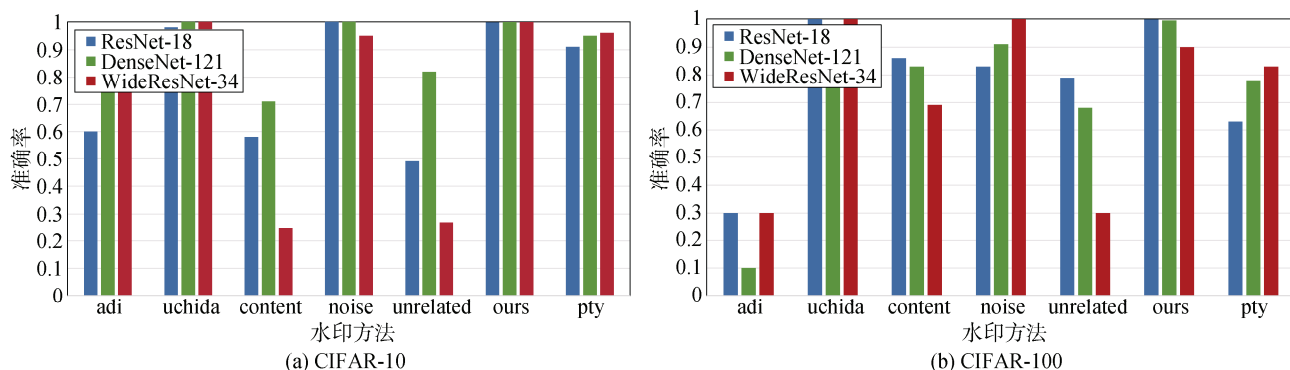 1
0.9
0.8
0.7
0.6
0.5
0.4
0.3
0.2
0.1
0
准确率
ResNet-18
DenseNet-121
WideResNet-34
adi uchida content noise unrelated ours pty
水印方法
(a) CIFAR-10
1
0.9
0.8
0.7
0.6
0.5
0.4
0.3
0.2
0.1
0
准确率
ResNet-18
DenseNet-121
WideResNet-34
adi uchida content noise unrelated ours pty
水印方法
(b) CIFAR-100